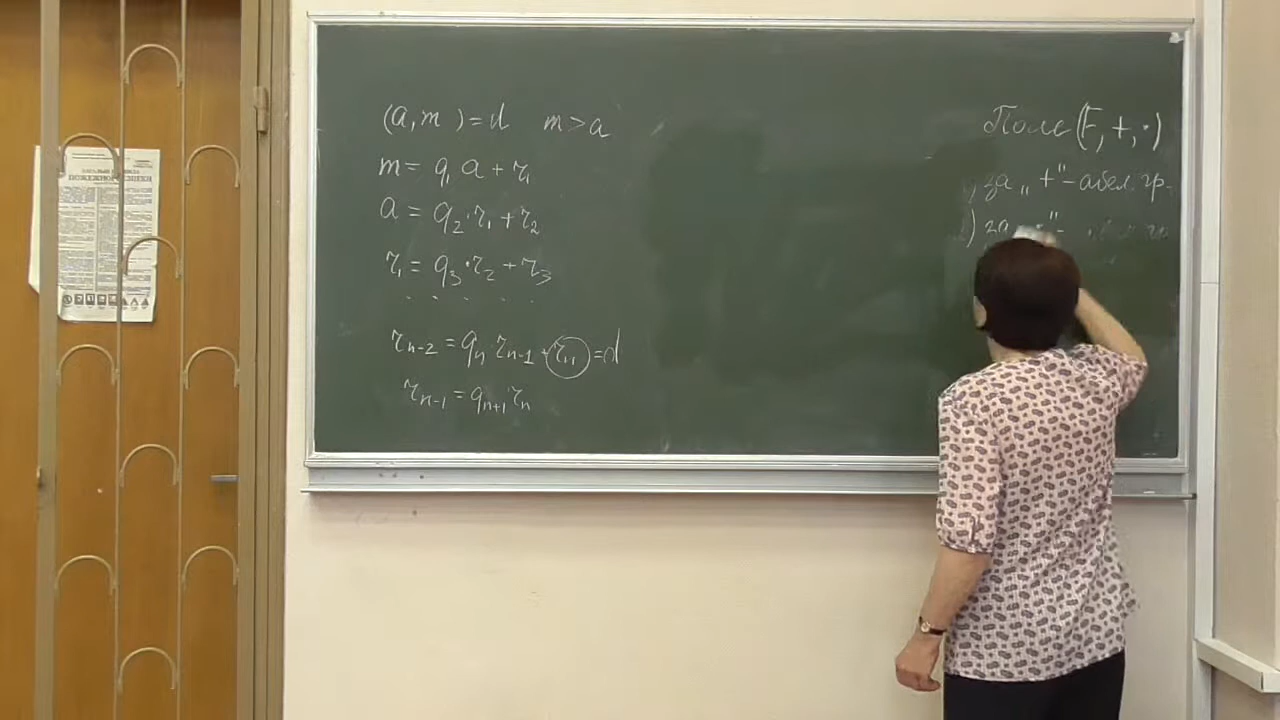 (a, m) = d m > a
m = q₁ a + r₁
a = q₂·r₁ + r₂
r₁ = q₃·r₂ + r₃
. . . . .
rₙ₋₂ = qₙ rₙ₋₁ + rₙ = d
rₙ₋₁ = qₙ₊₁ rₙ
Поле (F, +, ·)
) за „+" - абел. гр.
) за